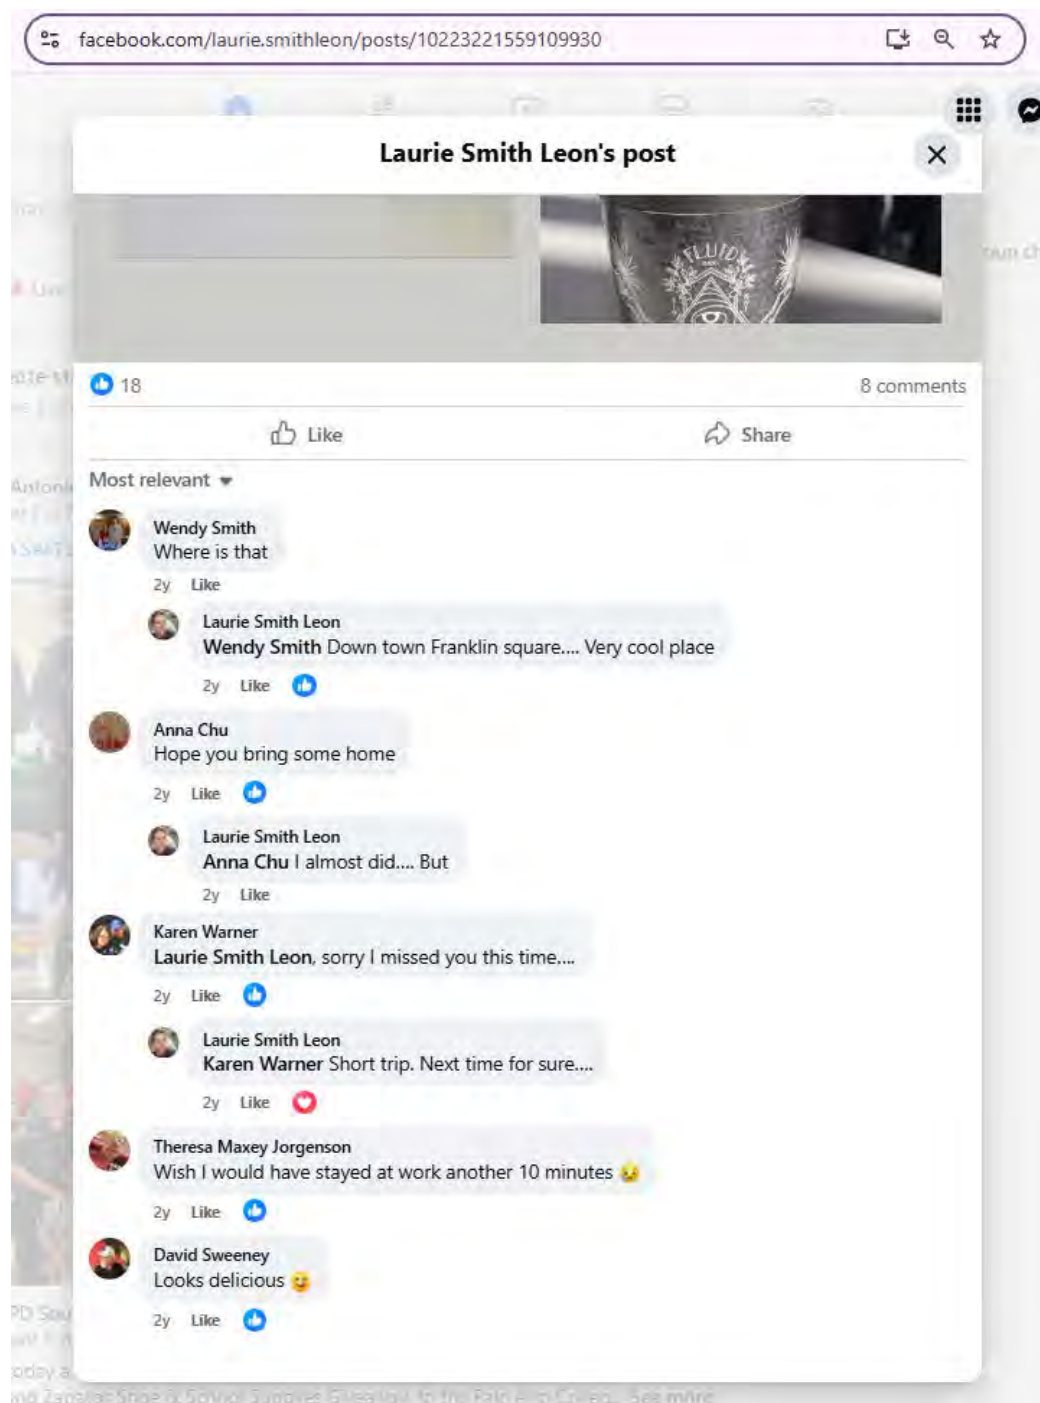 facebook.com/laurie.smithleon/posts/10223221559109930
Laurie Smith Leon's post
FLUID
18
8 comments
Like
Share
Most relevant
Wendy Smith
Where is that
2y Like
Laurie Smith Leon
Wendy Smith Down town Franklin square.... Very cool place
2y Like
Anna Chu
Hope you bring some home
2y Like
Laurie Smith Leon
Anna Chu I almost did.... But
2y Like
Karen Warner
Laurie Smith Leon, sorry I missed you this time....
2y Like
Laurie Smith Leon
Karen Warner Short trip. Next time for sure....
2y Like
Theresa Maxey Jorgenson
Wish I would have stayed at work another 10 minutes 😥
2y Like
David Sweeney
Looks delicious 😋
2y Like
See more